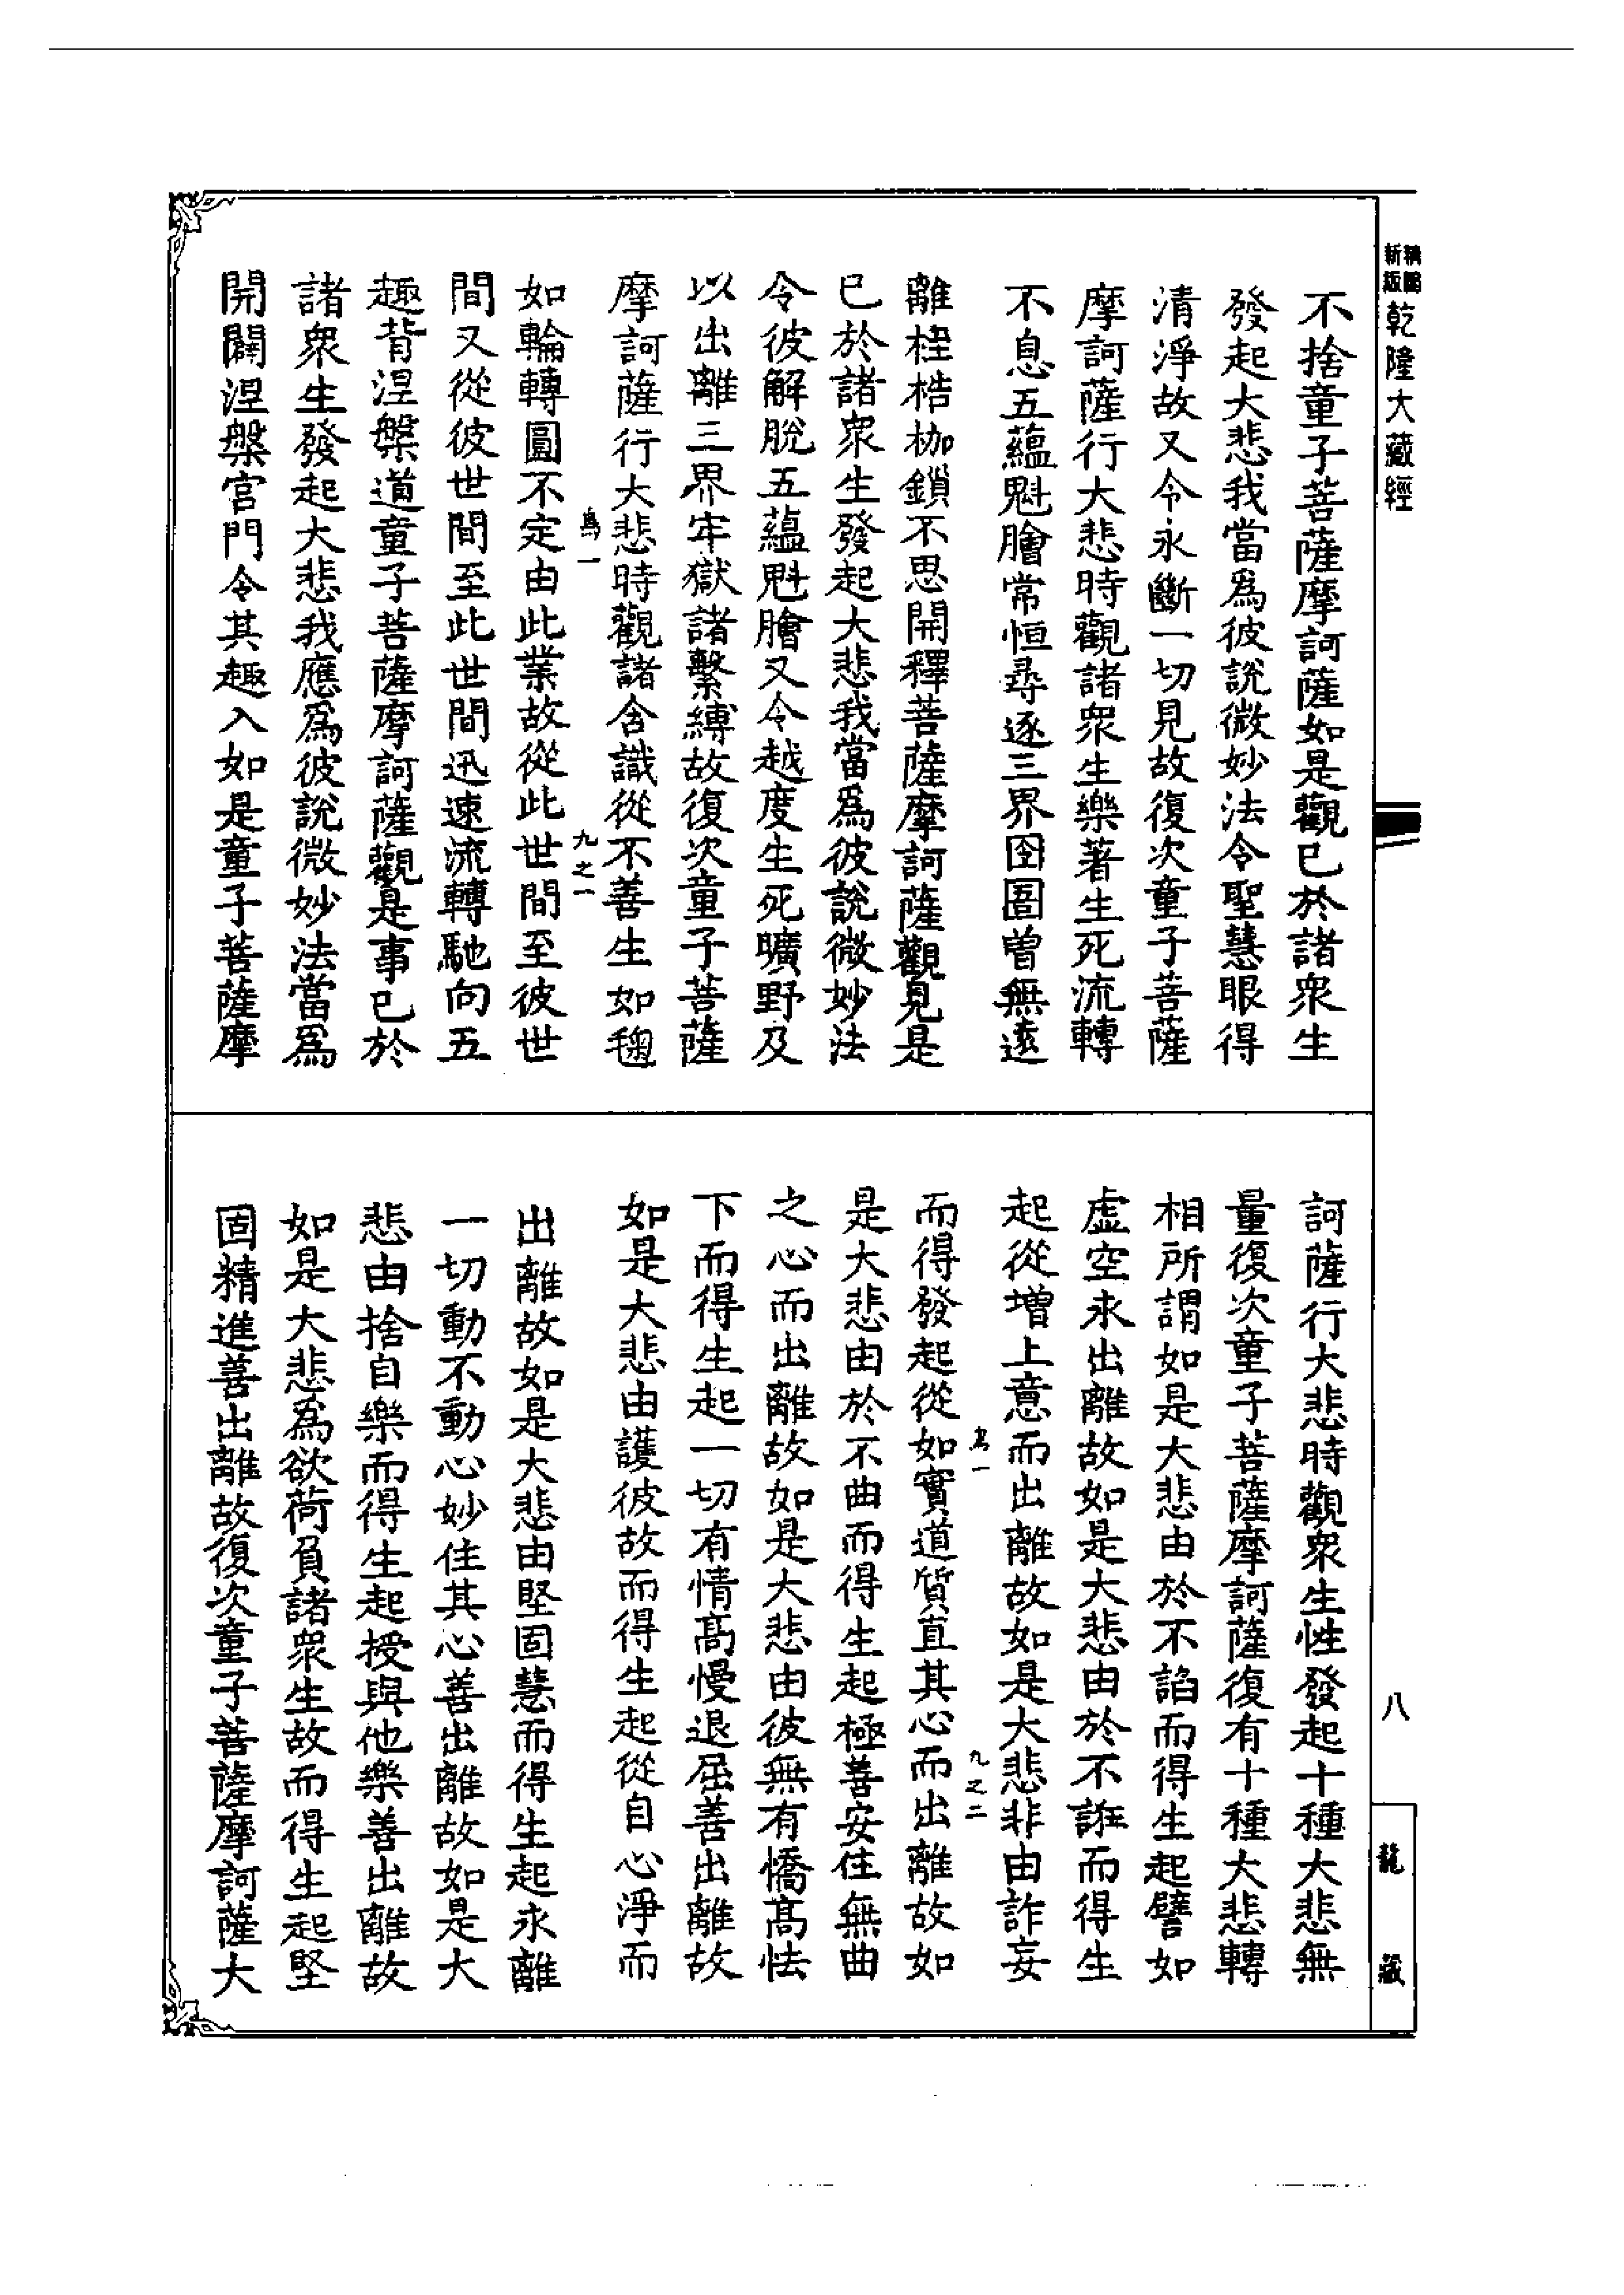 乾隆大藏經
不捨童子菩薩摩訶薩如是觀已於諸衆生
發起大悲我當爲彼說微妙法令聖慧眼得
清淨故又令永斷一切見故復次童子菩薩
摩訶薩行大悲時觀諸衆生樂著生死流轉
不息五蘊魁膾常恒尋逐三界囹圄曾無遠
離桎梏枷鎖不思開釋菩薩摩訶薩觀見是
已於諸衆生發起大悲我當爲彼說微妙法
令彼解脫五蘊魁膾又令越度生死曠野及
以出離三界牢獄諸繫縛故復次童子菩薩
摩訶薩行大悲時觀諸含識從不善生如毱
九之一
如輪轉圓不定由此業故從此世間至彼世
間又從彼世間至此世間迅速流轉馳向五
趣背涅槃道童子菩薩摩訶薩觀是事已於
諸衆生發起大悲我應爲彼說微妙法當爲
開闢涅槃宮門令其趣入如是童子菩薩摩
訶薩行大悲時觀衆生性發起十種大悲無
量復次童子菩薩摩訶薩復有十種大悲轉
相所謂如是大悲由於不諂而得生起譬如
虛空永出離故如是大悲由於不誑而得生
起從增上意而出離故如是大悲非由詐妄
九之二
而得發起從如實道質直其心而出離故如
是大悲由於不曲而得生起極善安住無曲
之心而出離故如是大悲由彼無有憍高怯
下而得生起一切有情高慢退屈善出離故
如是大悲由護彼故而得生起從自心淨而
出離故如是大悲由堅固慧而得生起永離
一切動不動心妙住其心善出離故如是大
悲由捨自樂而得生起授與他樂善出離故
如是大悲爲欲荷負諸衆生故而得生起堅
固精進善出離故復次童子菩薩摩訶薩大
八
龍藏